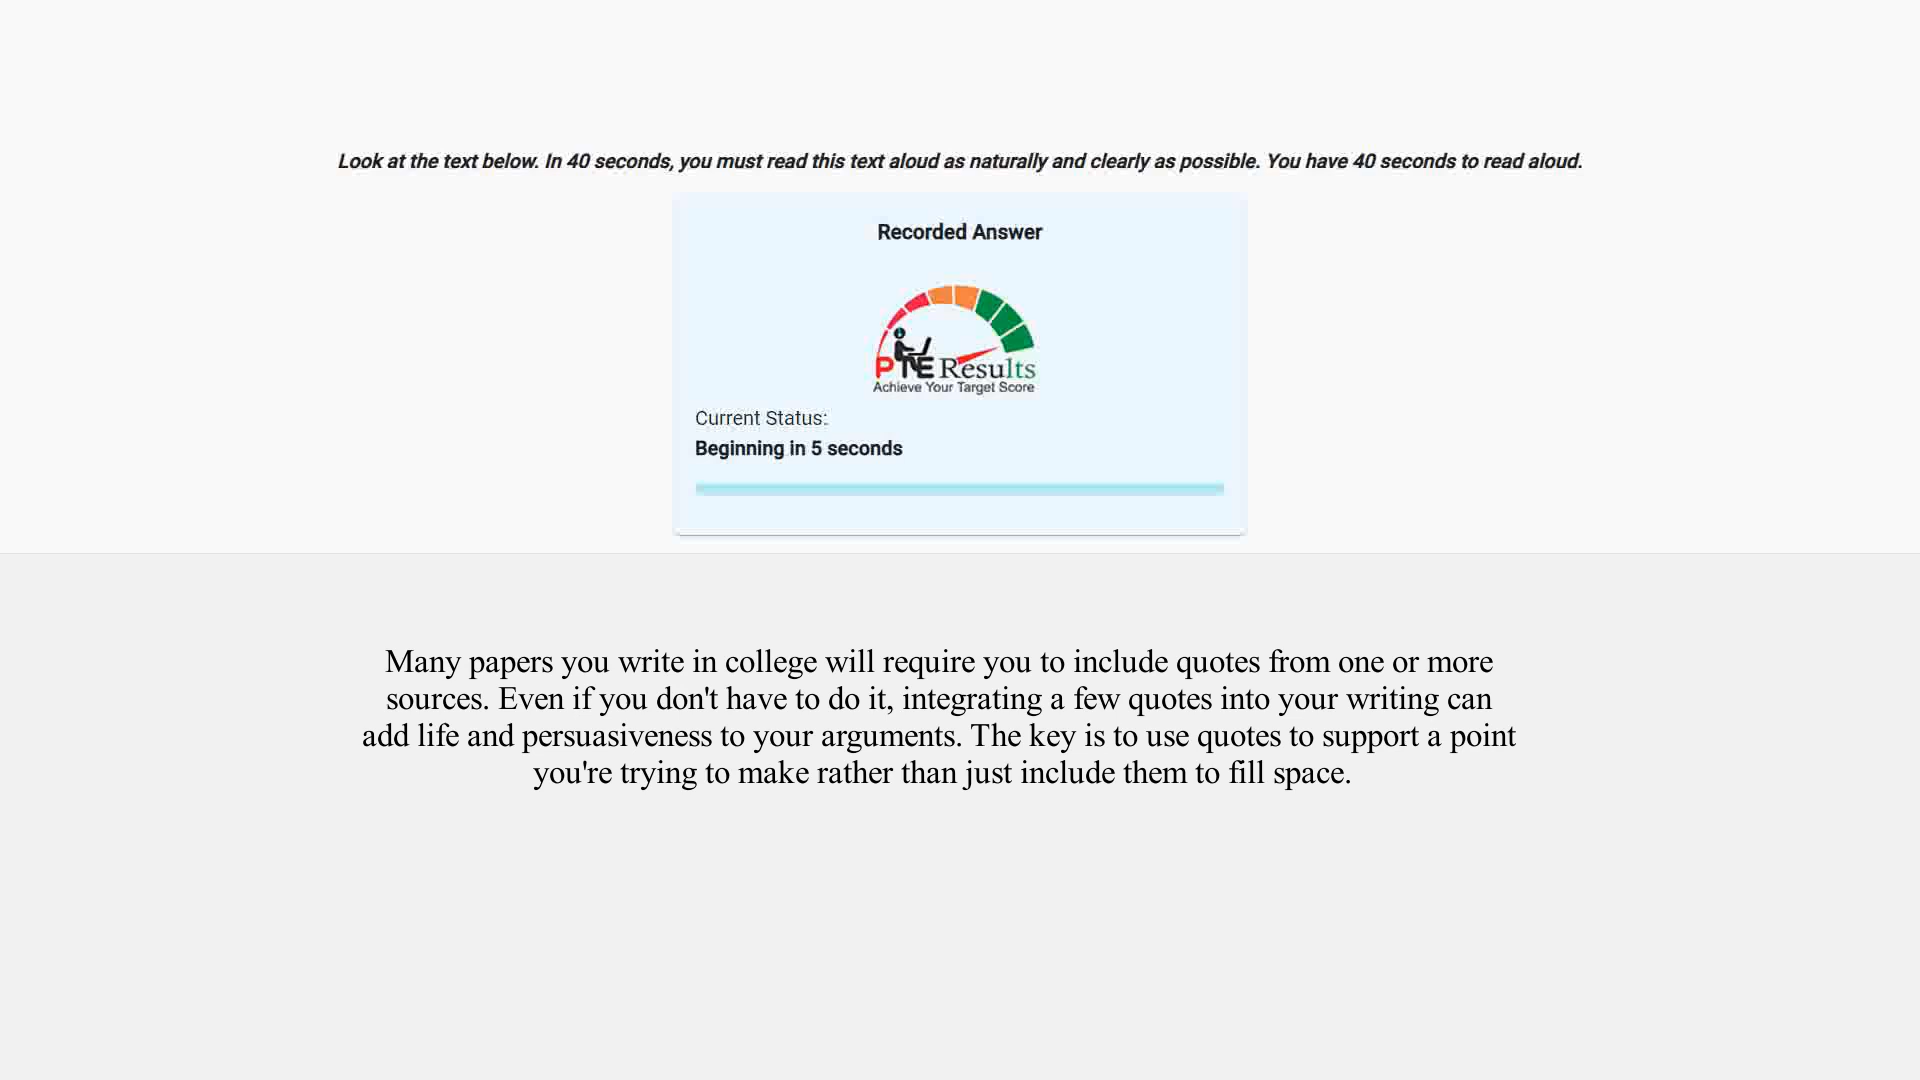 Look at the text below. In 40 seconds, you must read this text aloud as naturally and clearly as possible. You have 40 seconds to read aloud.
Recorded Answer
PTE Results
Achieve Your Target Score
Current Status:
Beginning in 5 seconds
Many papers you write in college will require you to include quotes from one or more
sources. Even if you don't have to do it, integrating a few quotes into your writing can
add life and persuasiveness to your arguments. The key is to use quotes to support a point
you're trying to make rather than just include them to fill space.